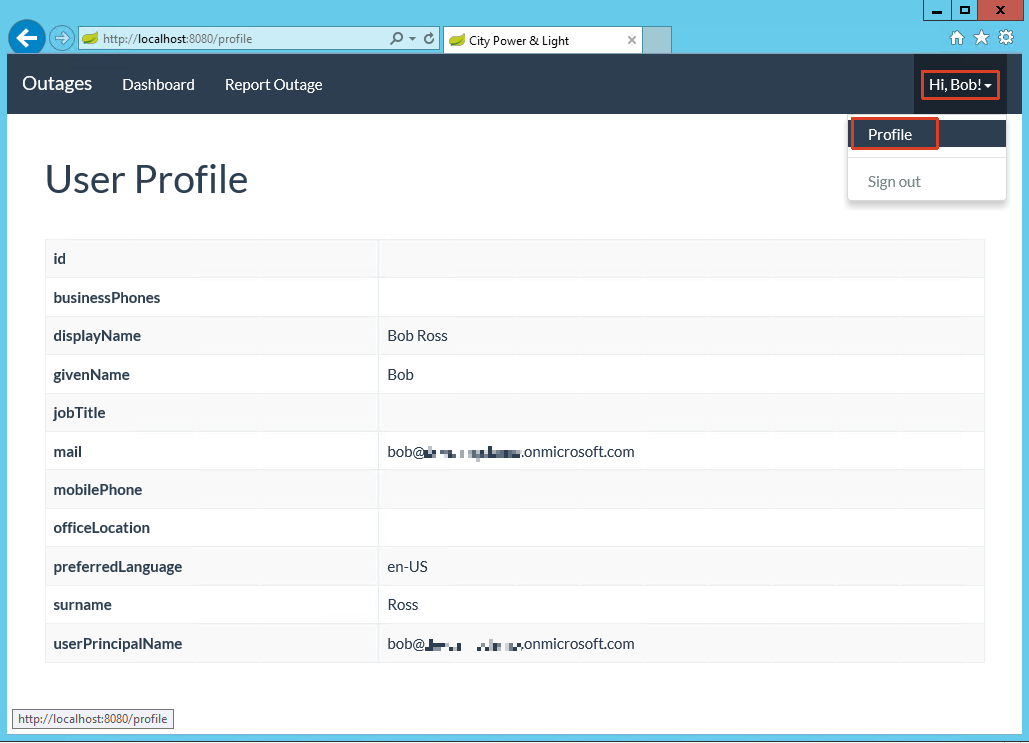 http://localhost:8080/profile
City Power & Light
Outages Dashboard Report Outage Hi, Bob!
Profile
Sign out
User Profile
id
businessPhones
displayName Bob Ross
givenName Bob
jobTitle
mail bob@ .onmicrosoft.com
mobilePhone
officeLocation
preferredLanguage en-US
surname Ross
userPrincipalName bob@ .onmicrosoft.com
http://localhost:8080/profile